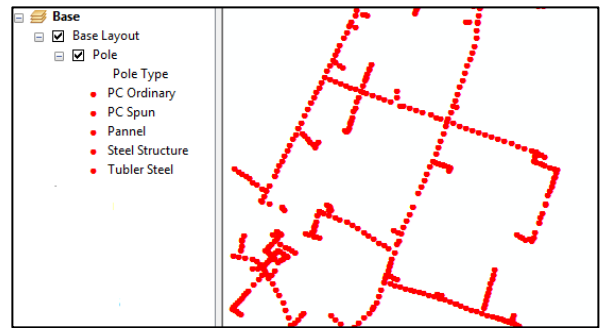 Base
Base Layout
Pole
Pole Type
PC Ordinary
PC Spun
Pannel
Steel Structure
Tubler Steel